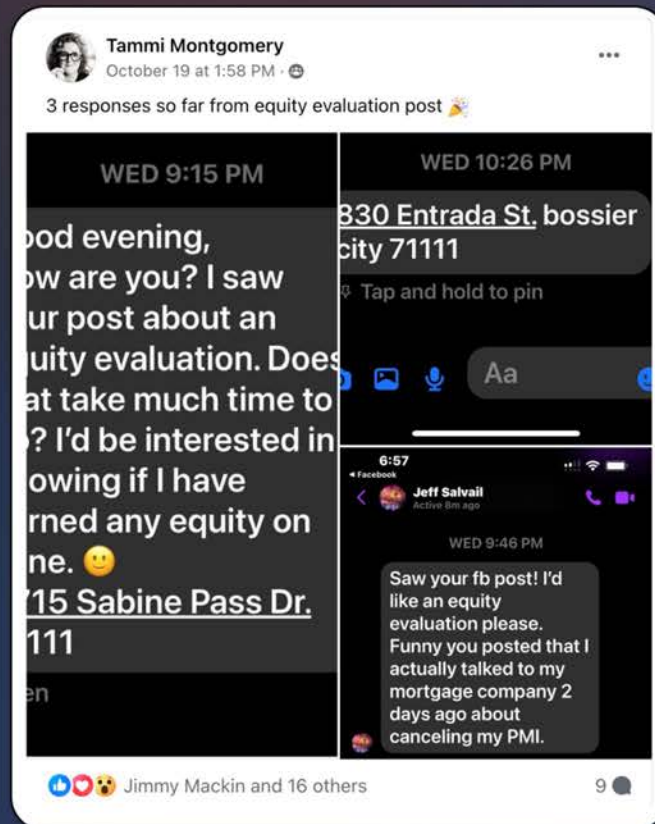 Tammi Montgomery
October 19 at 1:58 PM ·
3 responses so far from equity evaluation post 🎉
WED 9:15 PM
ood evening,
ow are you? I saw
ur post about an
uity evaluation. Does
at take much time to
? I'd be interested in
owing if I have
rned any equity on
ne. 🙂
715 Sabine Pass Dr.
111
en
WED 10:26 PM
830 Entrada St. bossier
city 71111
Tap and hold to pin
Aa
6:57
Facebook
Jeff Salvail
Active 8m ago
WED 9:46 PM
Saw your fb post! I'd
like an equity
evaluation please.
Funny you posted that I
actually talked to my
mortgage company 2
days ago about
canceling my PMI.
Jimmy Mackin and 16 others
9